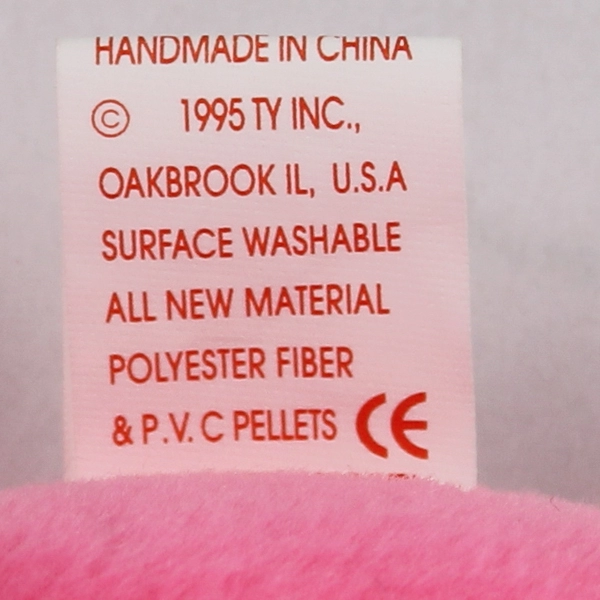 HANDMADE IN CHINA
© 1995 TY INC.,
OAKBROOK IL, U.S.A
SURFACE WASHABLE
ALL NEW MATERIAL
POLYESTER FIBER
& P.V. C PELLETS CE